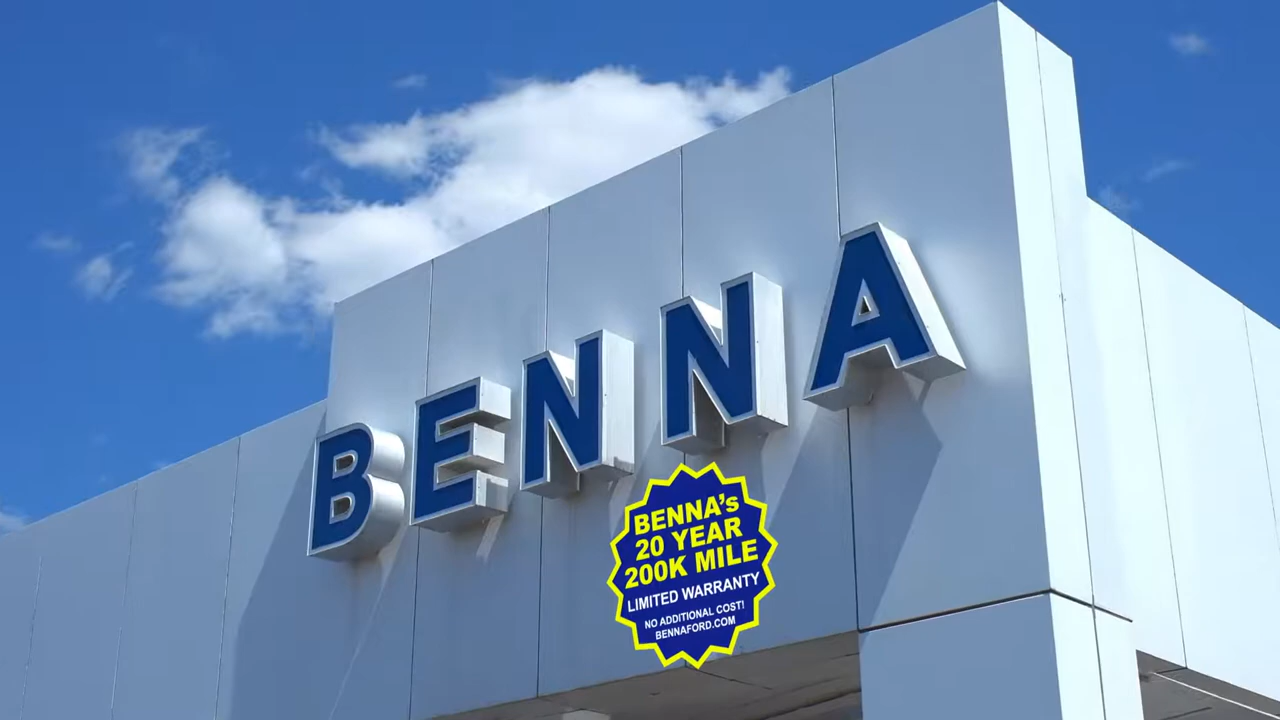 BENNA
BENNA's
20 YEAR
200K MILE
LIMITED WARRANTY
NO ADDITIONAL COST!
BENNAFORD.COM